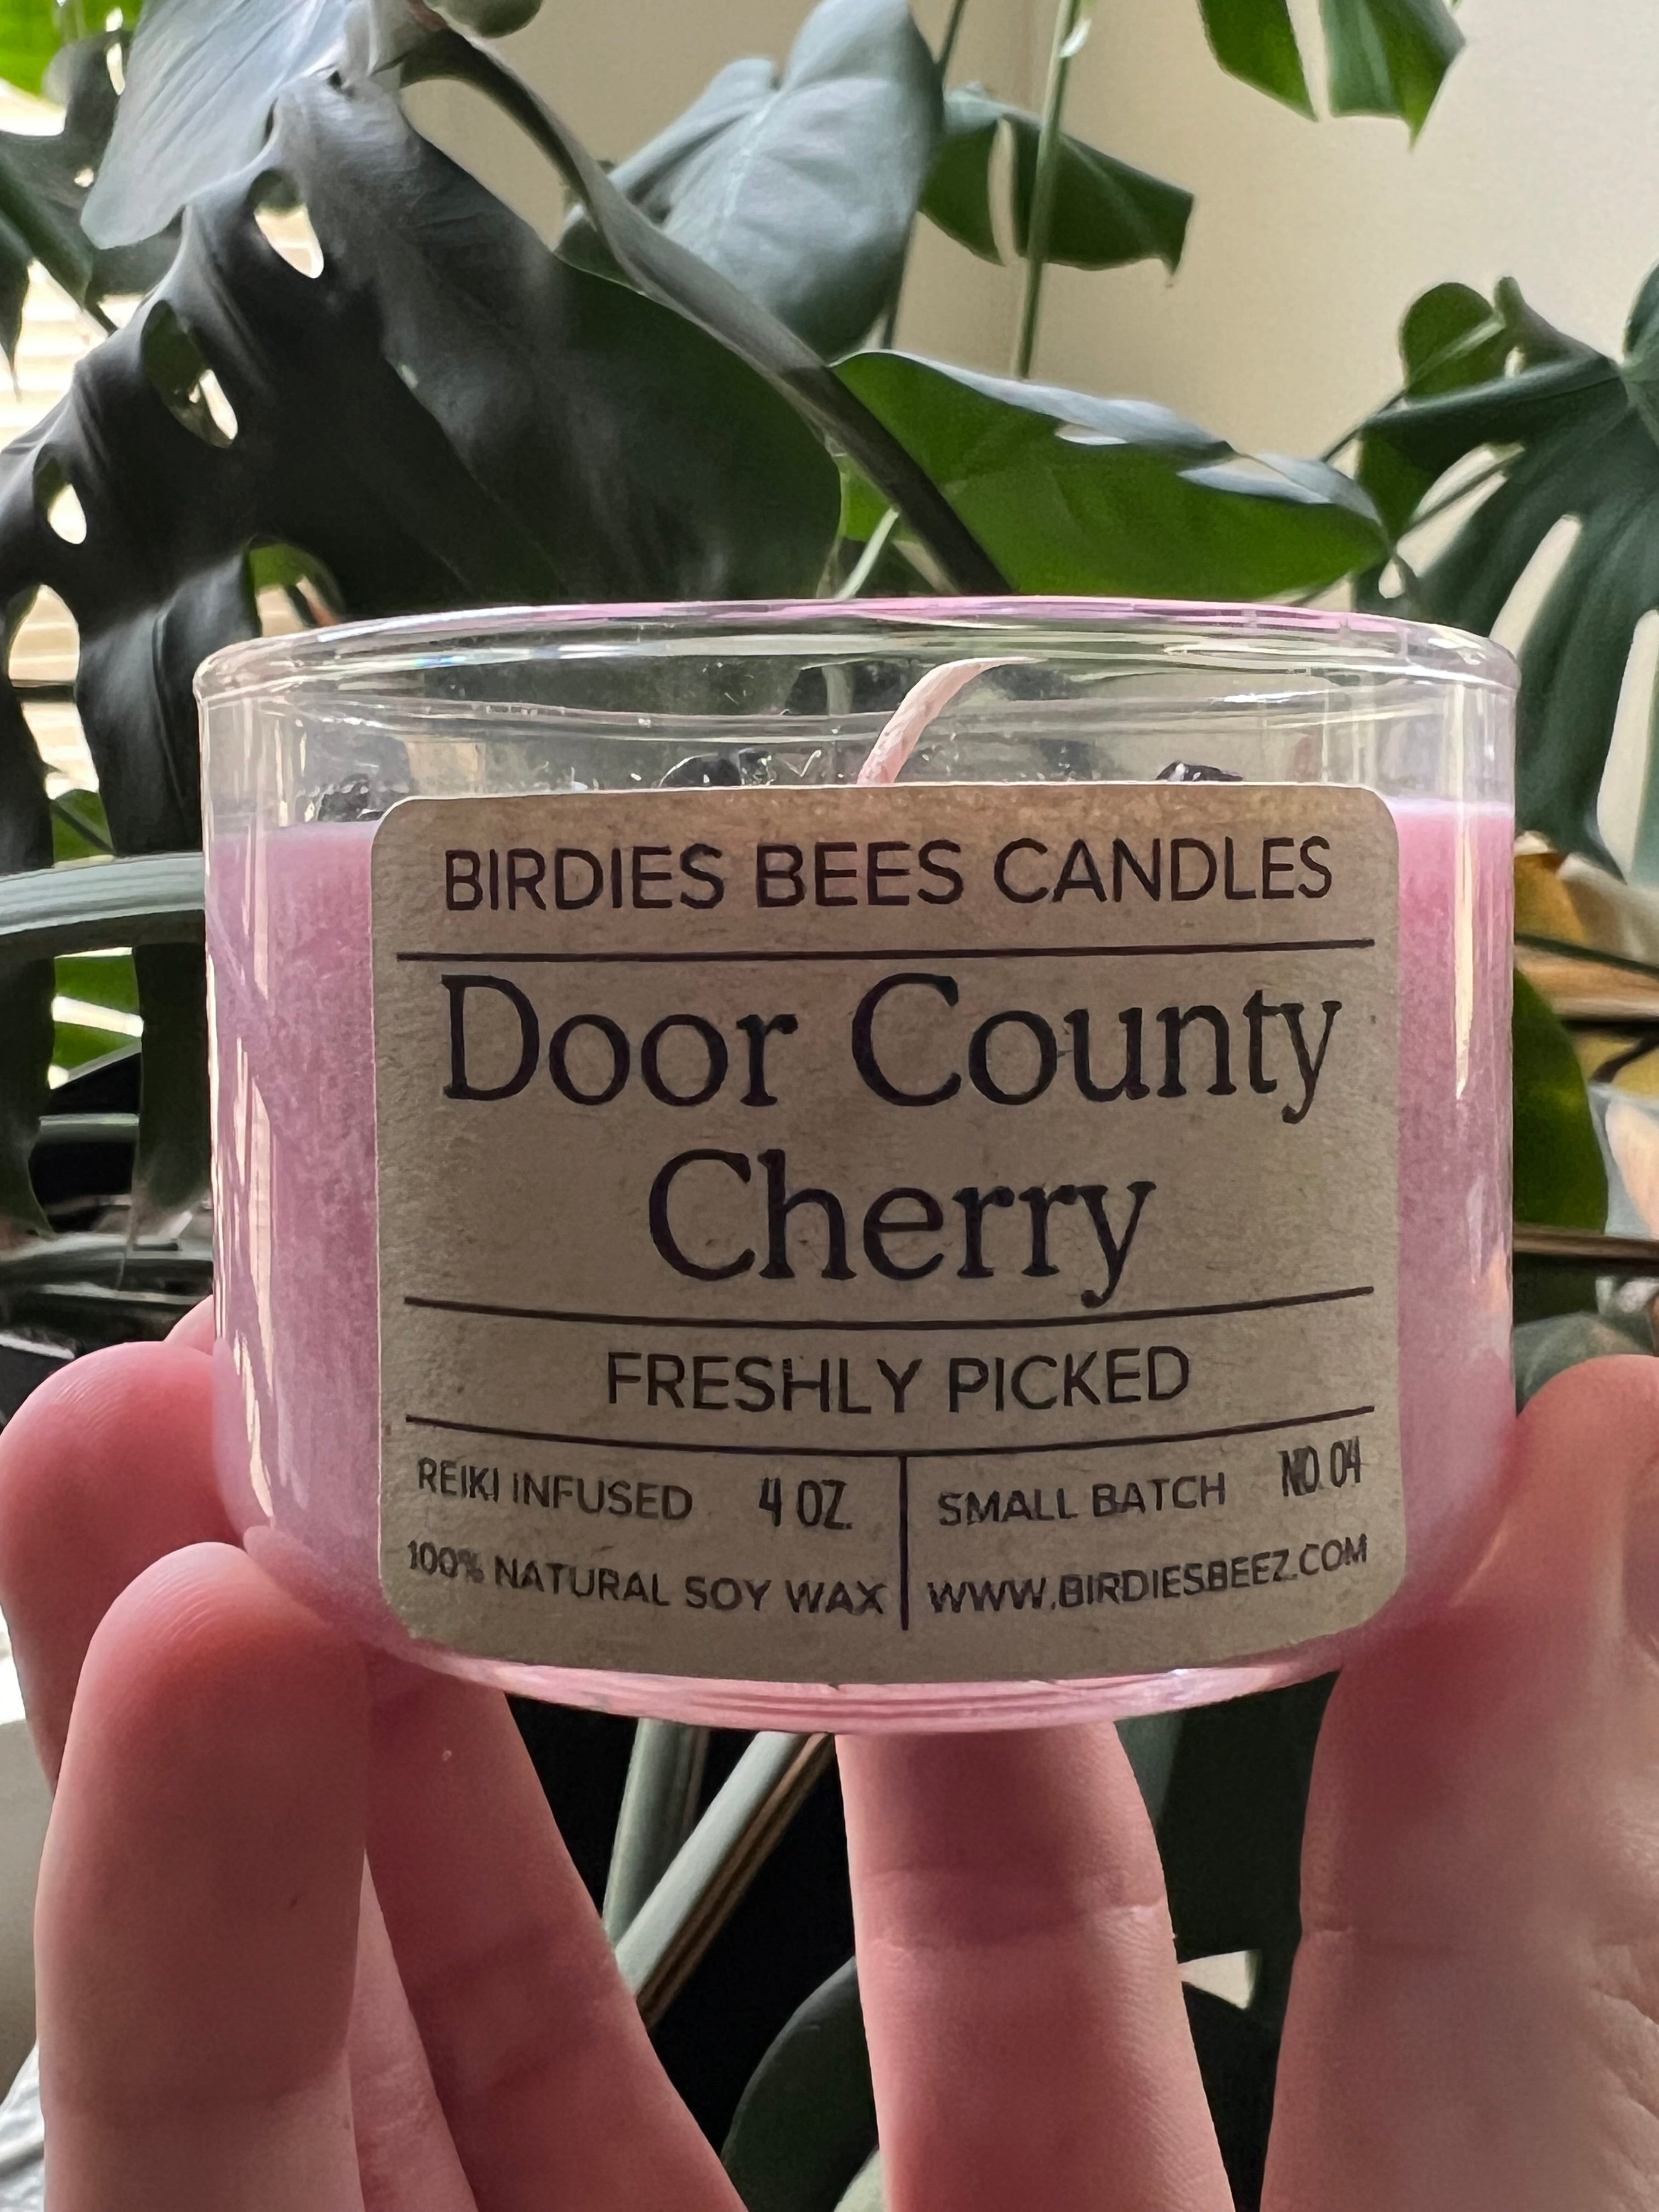 BIRDIES BEES CANDLES
Door County
Cherry
FRESHLY PICKED
REIKI INFUSED 4 OZ.
100% NATURAL SOY WAX
SMALL BATCH NO. 04
WWW.BIRDIESBEEZ.COM